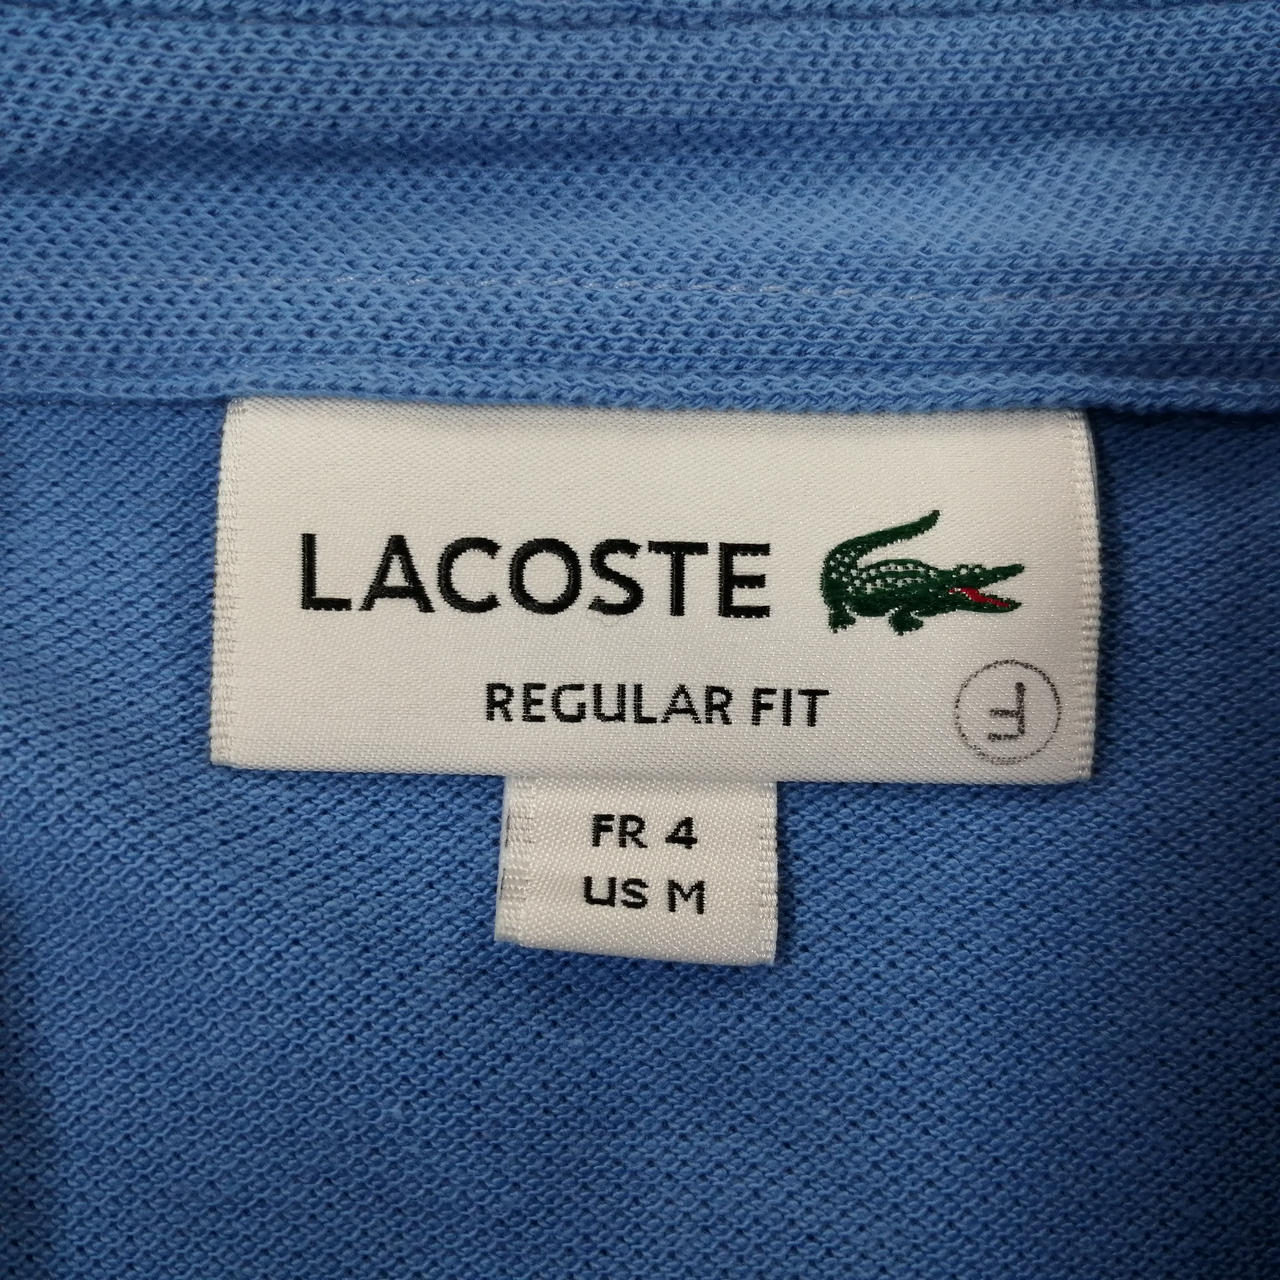 LACOSTE
REGULAR FIT
F
FR 4
US M